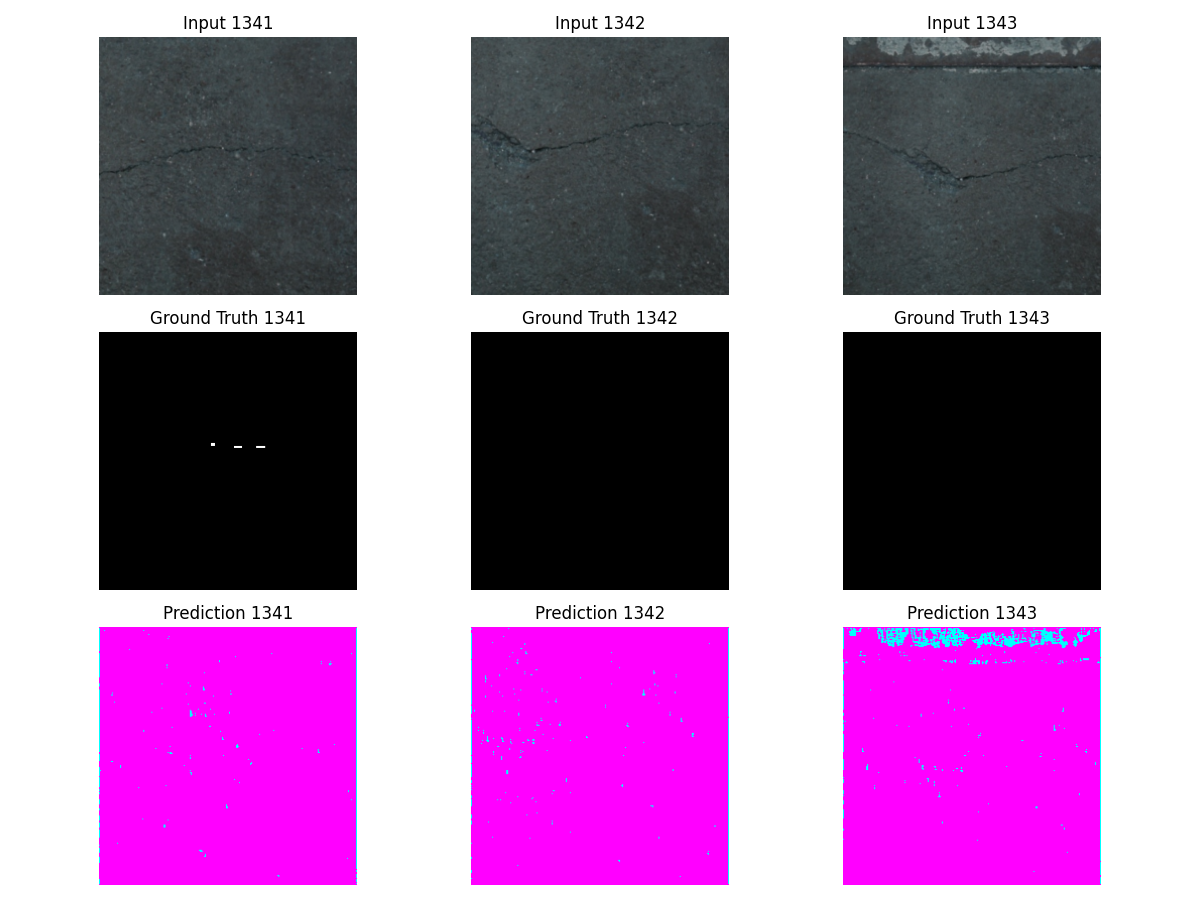 Input 1341
Input 1342
Input 1343
Ground Truth 1341
Ground Truth 1342
Ground Truth 1343
Prediction 1341
Prediction 1342
Prediction 1343